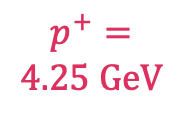 p⁺ =
4.25 GeV